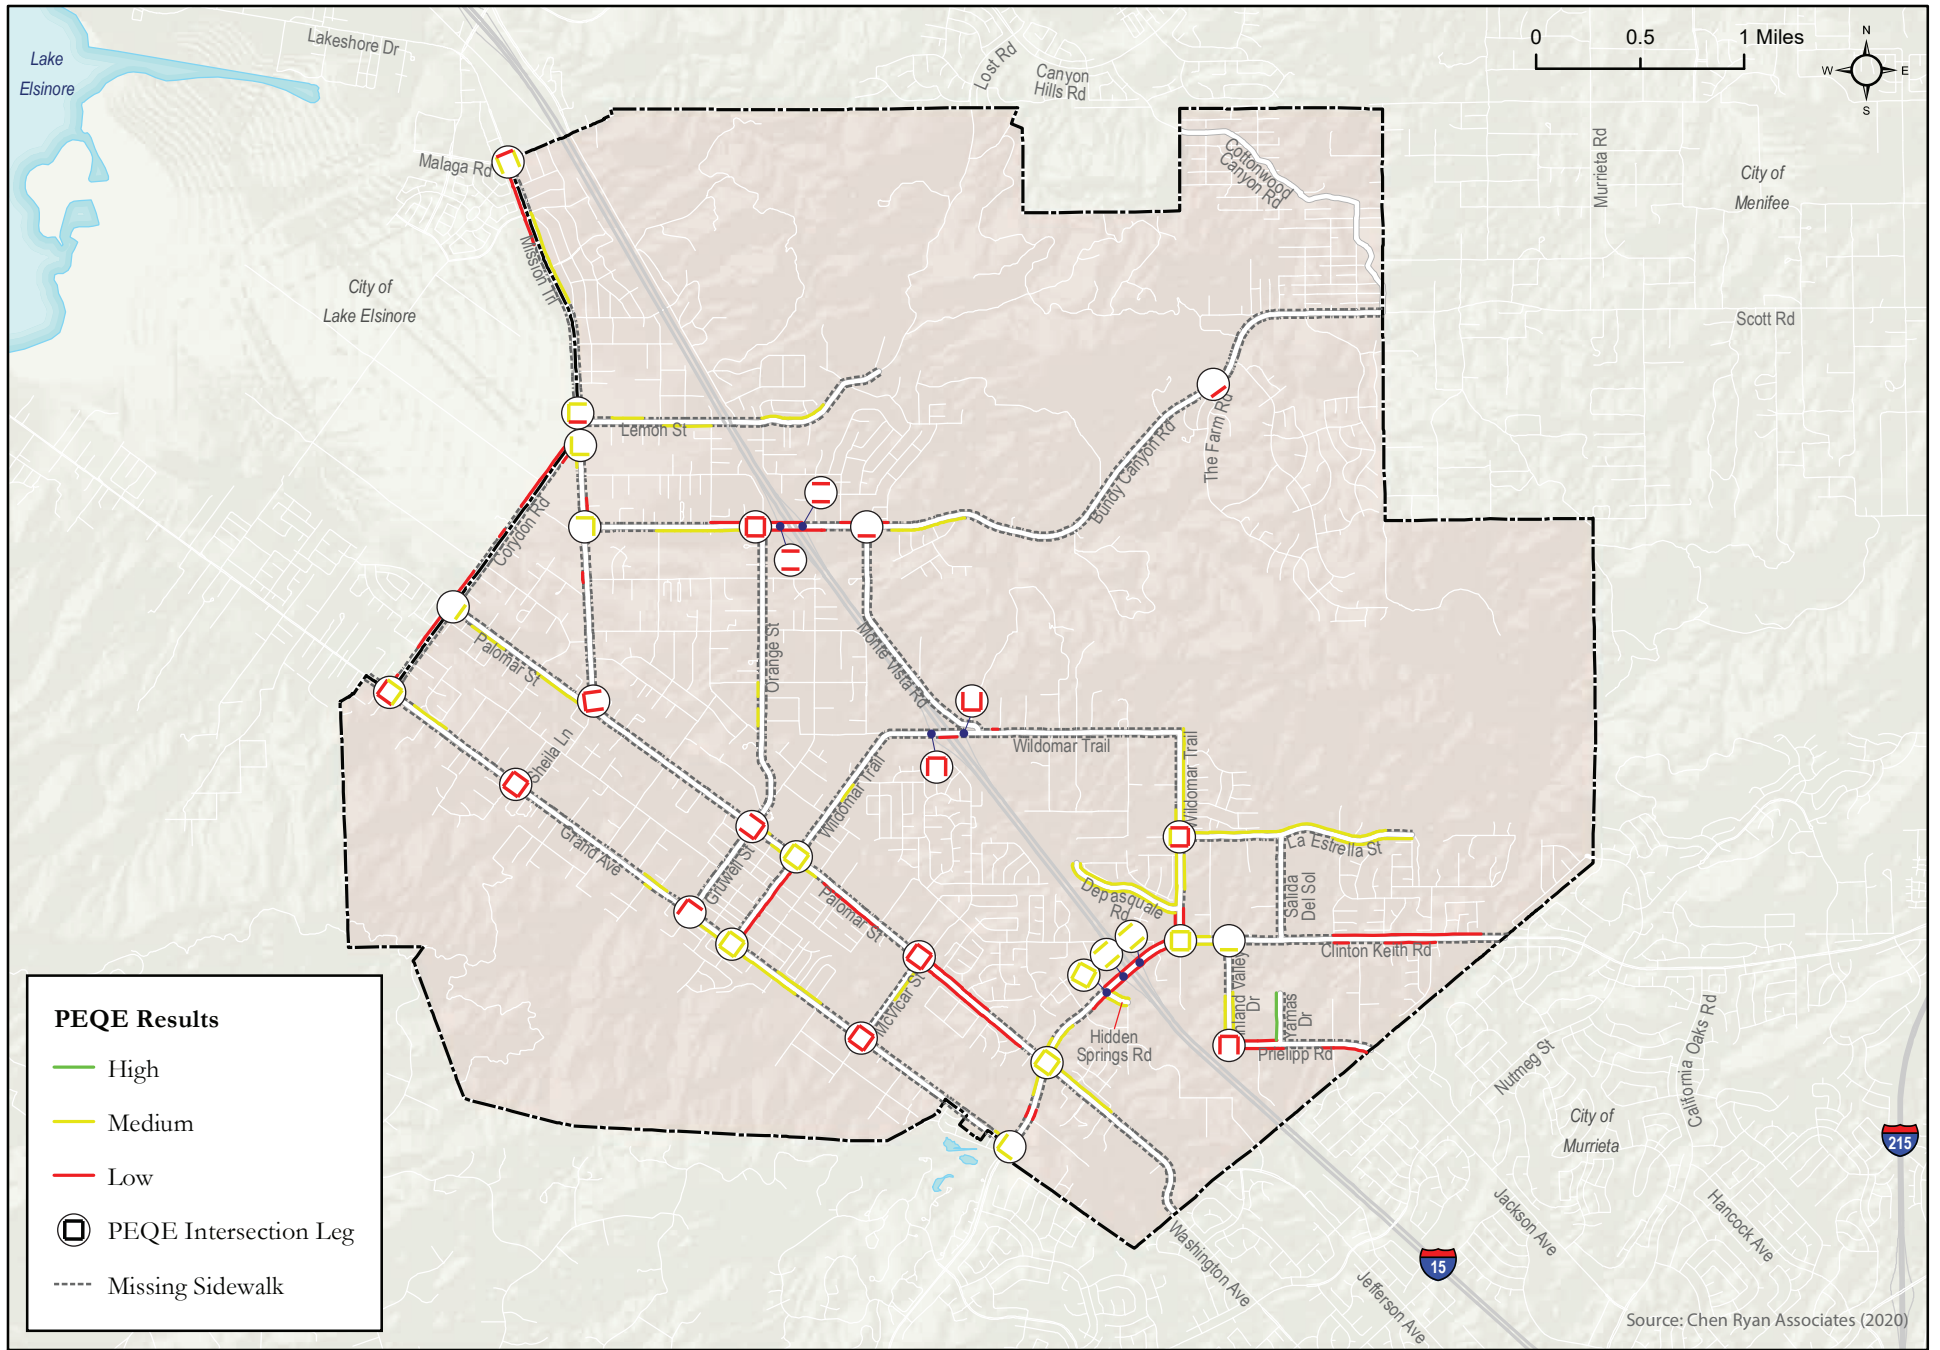 Lake
Elsinore
Lakeshore Dr
Lost Rd
Canyon
Hills Rd
0 0.5 1 Miles
N
W E
S
Malaga Rd
Cottonwood
Canyon Rd
Murrieta Rd
City of
Menifee
Mission Trl
City of
Lake Elsinore
Scott Rd
Lemon St
The Farm Rd
Bundy Canyon Rd
Corydon Rd
Palomar St
Orange St
Monte Vista Rd
Wildomar Trail
Sheila Ln
Wildomar Trail
Wildomar Trail
Grand Ave
Gruwell St
La Estrella St
Palomar St
Depasquale
Rd
Salida
Del Sol
Clinton Keith Rd
McVicar St
Inland Valley
Dr
Yamas
Dr
Hidden
Springs Rd
Prielipp Rd
Nutmeg St
California Oaks Rd
City of
Murrieta
215
Washington Ave
Jackson Ave
Hancock Ave
15
Jefferson Ave
PEQE Results
High
Medium
Low
PEQE Intersection Leg
Missing Sidewalk
Source: Chen Ryan Associates (2020)